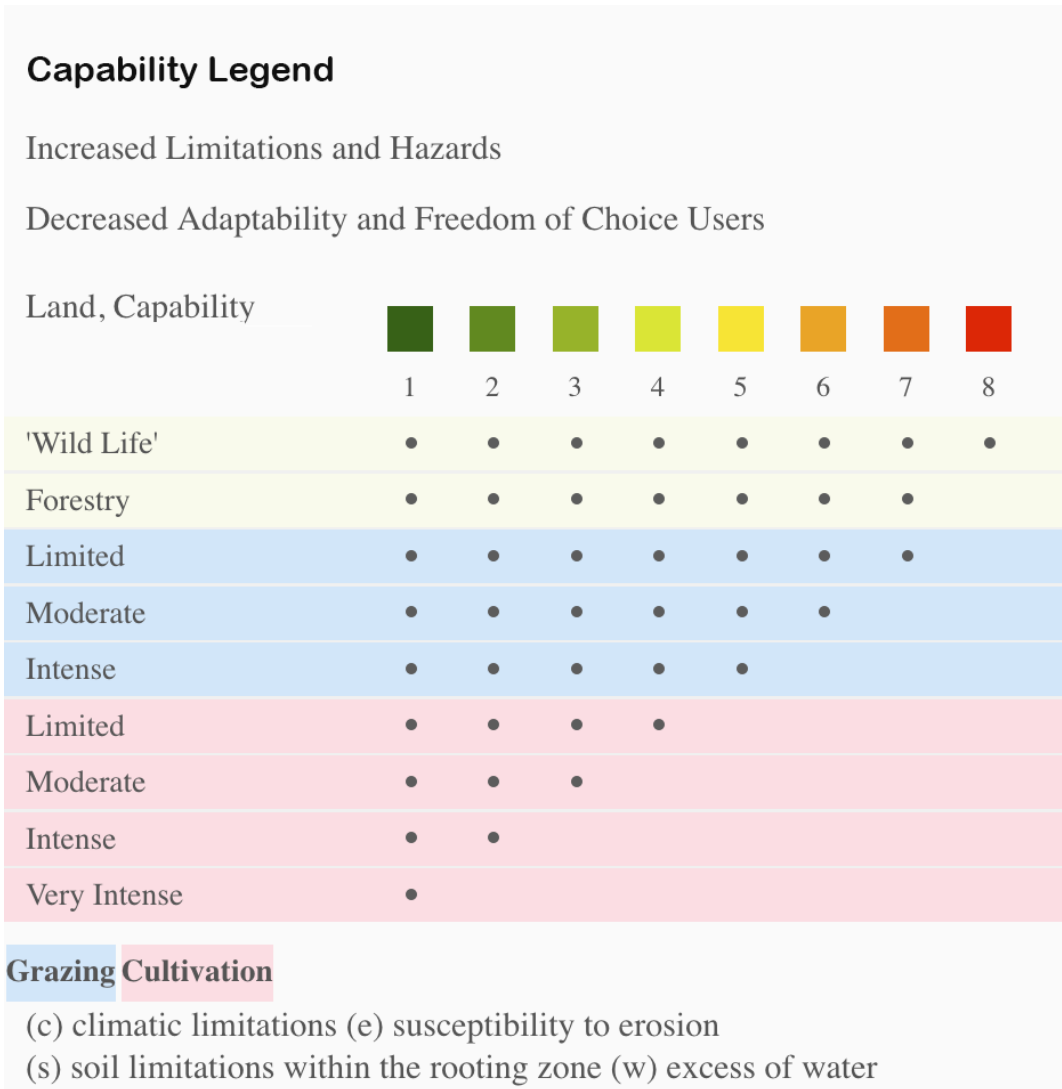 Capability Legend
Increased Limitations and Hazards
Decreased Adaptability and Freedom of Choice Users
Land, Capability
1 2 3 4 5 6 7 8
'Wild Life'
Forestry
Limited
Moderate
Intense
Limited
Moderate
Intense
Very Intense
Grazing Cultivation
(c) climatic limitations (e) susceptibility to erosion
(s) soil limitations within the rooting zone (w) excess of water